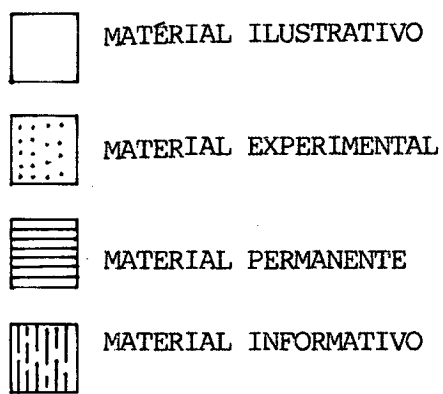 MATÉRIAL ILUSTRATIVO
MATERIAL EXPERIMENTAL
MATERIAL PERMANENTE
MATERIAL INFORMATIVO